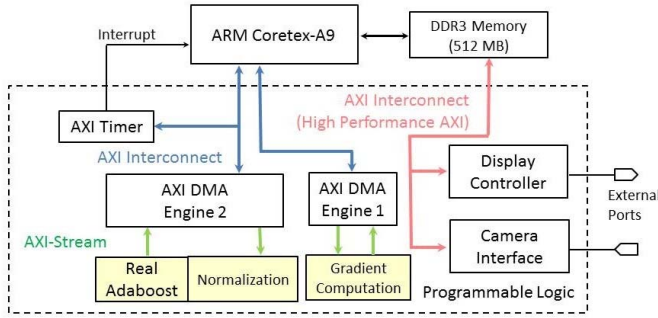 Interrupt
ARM Coretex-A9
DDR3 Memory
(512 MB)
AXI Timer
AXI Interconnect
(High Performance AXI)
AXI Interconnect
AXI DMA
Engine 2
AXI DMA
Engine 1
Display
Controller
External
Ports
AXI-Stream
Real
Adaboost
Normalization
Gradient
Computation
Camera
Interface
Programmable Logic